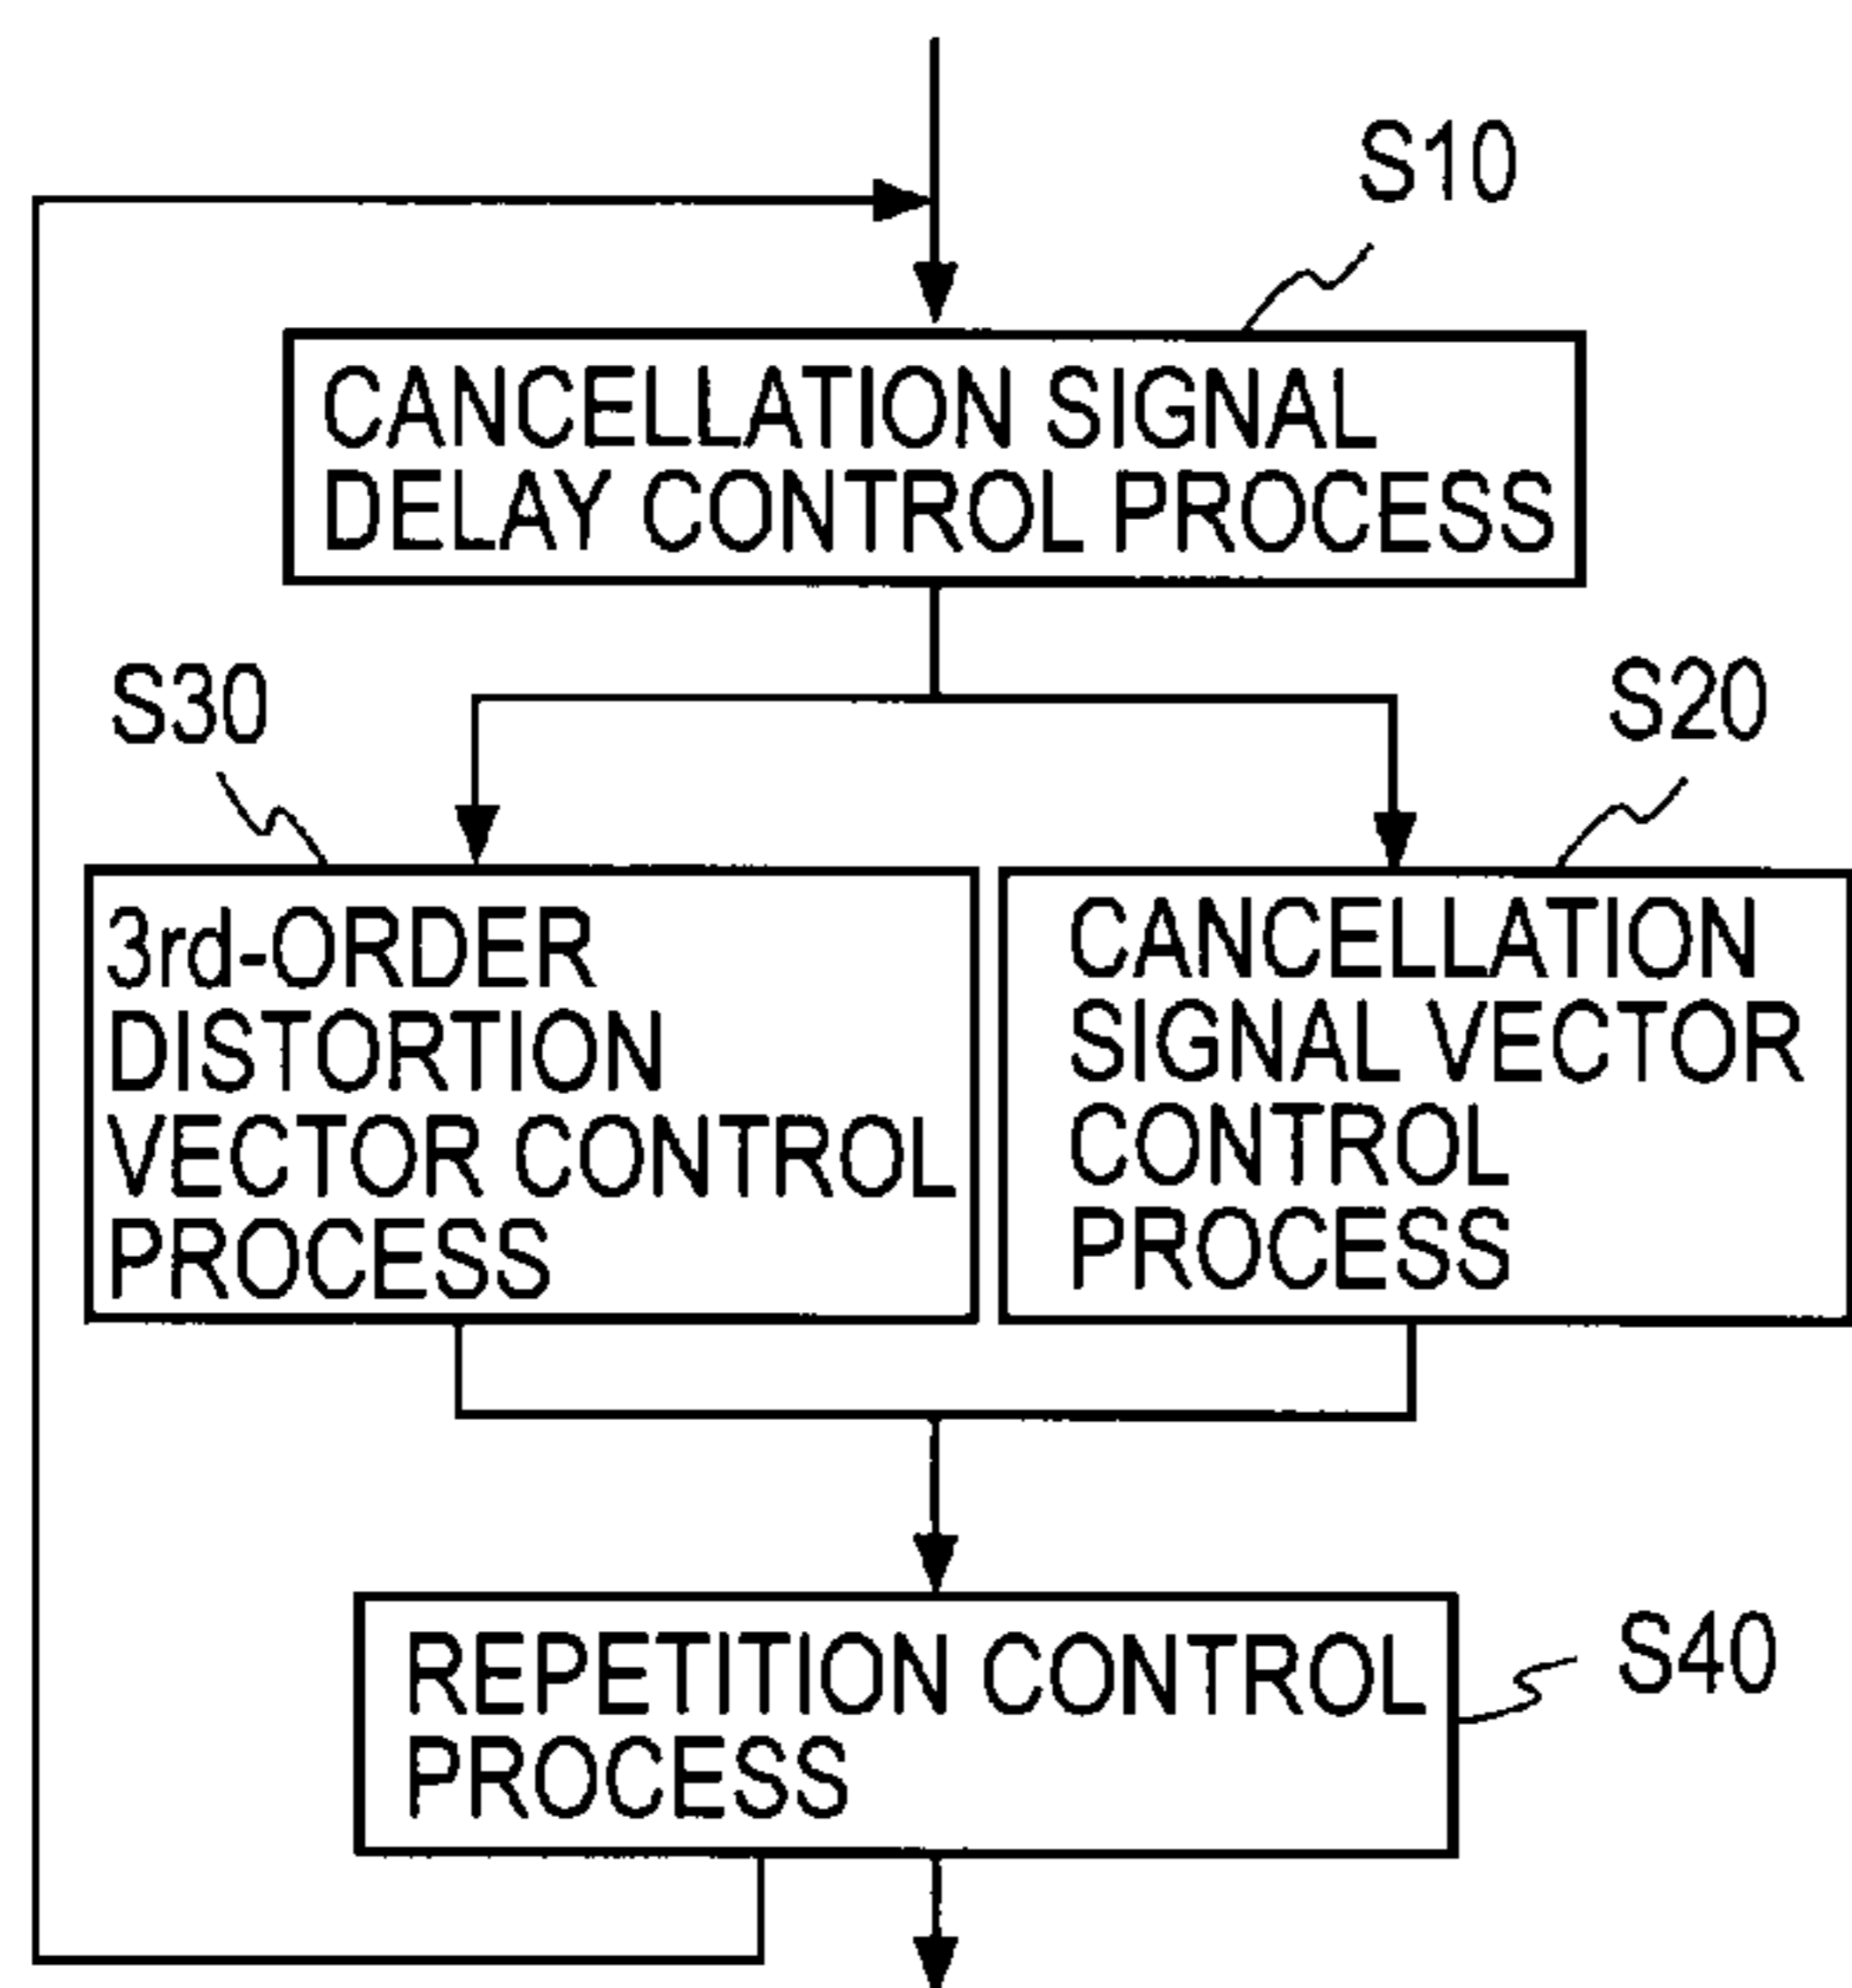 S10
CANCELLATION SIGNAL
DELAY CONTROL PROCESS
S30
S20
3rd-ORDER
DISTORTION
VECTOR CONTROL
PROCESS
CANCELLATION
SIGNAL VECTOR
CONTROL
PROCESS
REPETITION CONTROL
PROCESS
S40